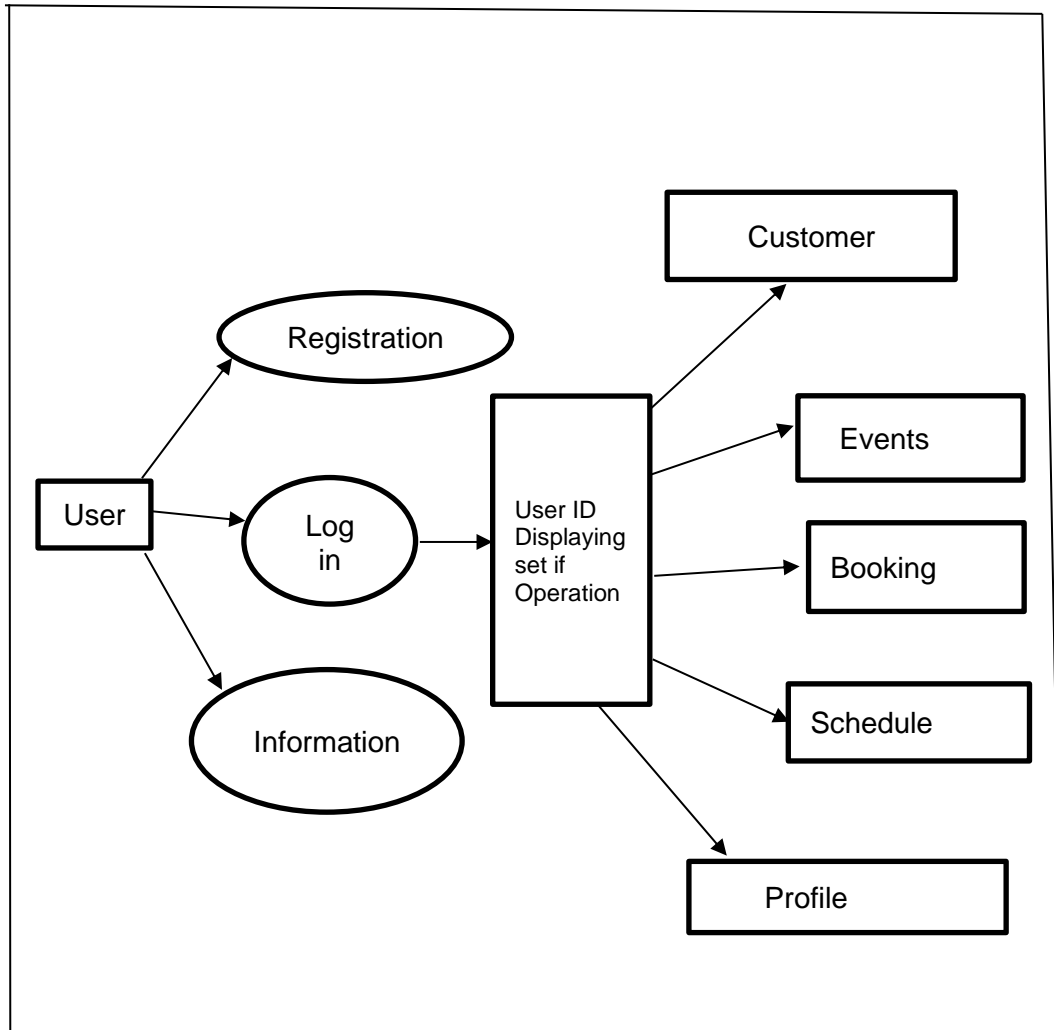 Customer
Registration
Events
User
Log
in
User ID
Displaying
set if
Operation
Booking
Information
Schedule
Profile